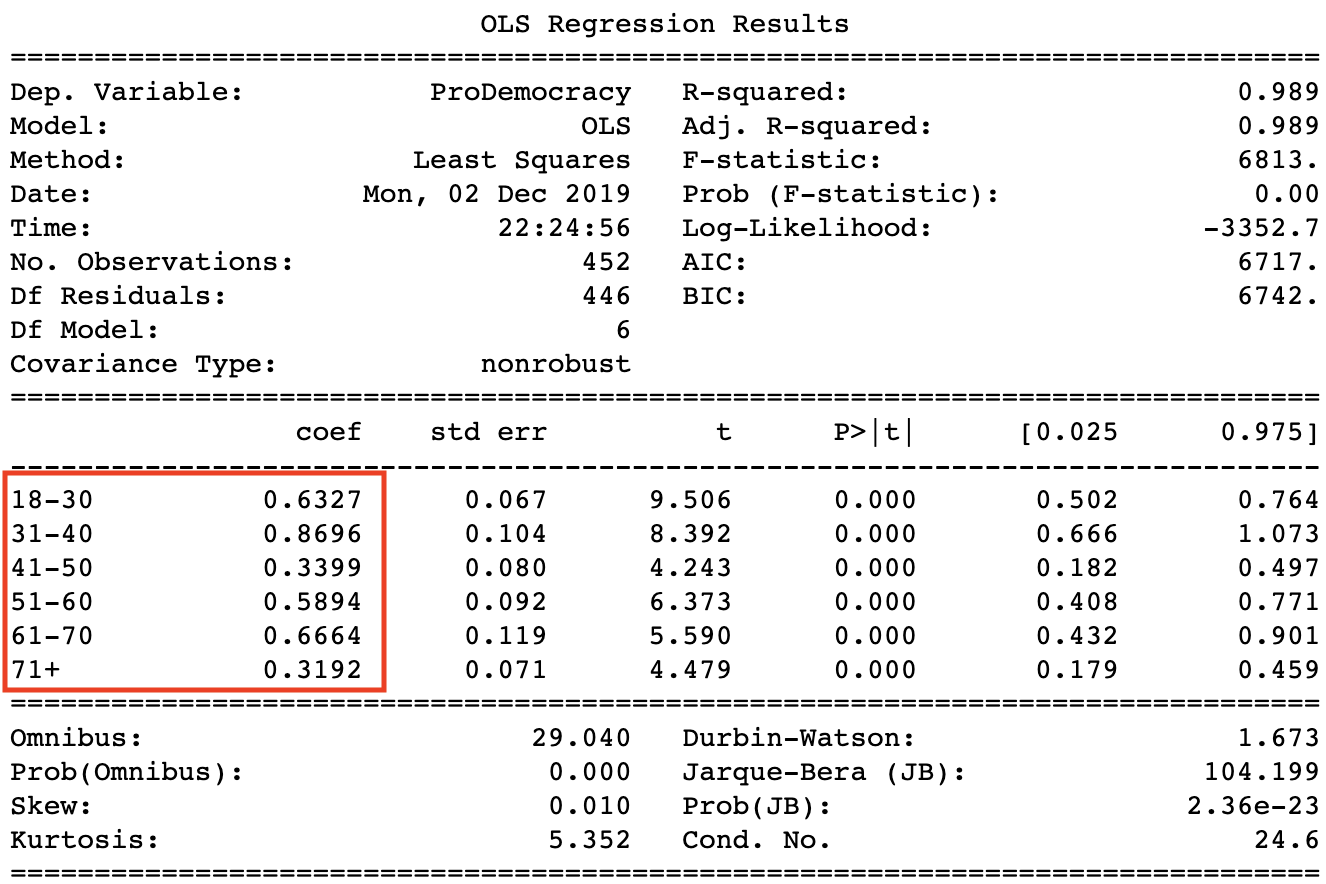 OLS Regression Results
==============================================================================
Dep. Variable: ProDemocracy R-squared: 0.989
Model: OLS Adj. R-squared: 0.989
Method: Least Squares F-statistic: 6813.
Date: Mon, 02 Dec 2019 Prob (F-statistic): 0.00
Time: 22:24:56 Log-Likelihood: -3352.7
No. Observations: 452 AIC: 6717.
Df Residuals: 446 BIC: 6742.
Df Model: 6
Covariance Type: nonrobust
==============================================================================
coef std err t P>|t| [0.025 0.975]
------------------------------------------------------------------------------
18-30 0.6327 0.067 9.506 0.000 0.502 0.764
31-40 0.8696 0.104 8.392 0.000 0.666 1.073
41-50 0.3399 0.080 4.243 0.000 0.182 0.497
51-60 0.5894 0.092 6.373 0.000 0.408 0.771
61-70 0.6664 0.119 5.590 0.000 0.432 0.901
71+ 0.3192 0.071 4.479 0.000 0.179 0.459
==============================================================================
Omnibus: 29.040 Durbin-Watson: 1.673
Prob(Omnibus): 0.000 Jarque-Bera (JB): 104.199
Skew: 0.010 Prob(JB): 2.36e-23
Kurtosis: 5.352 Cond. No. 24.6
==============================================================================